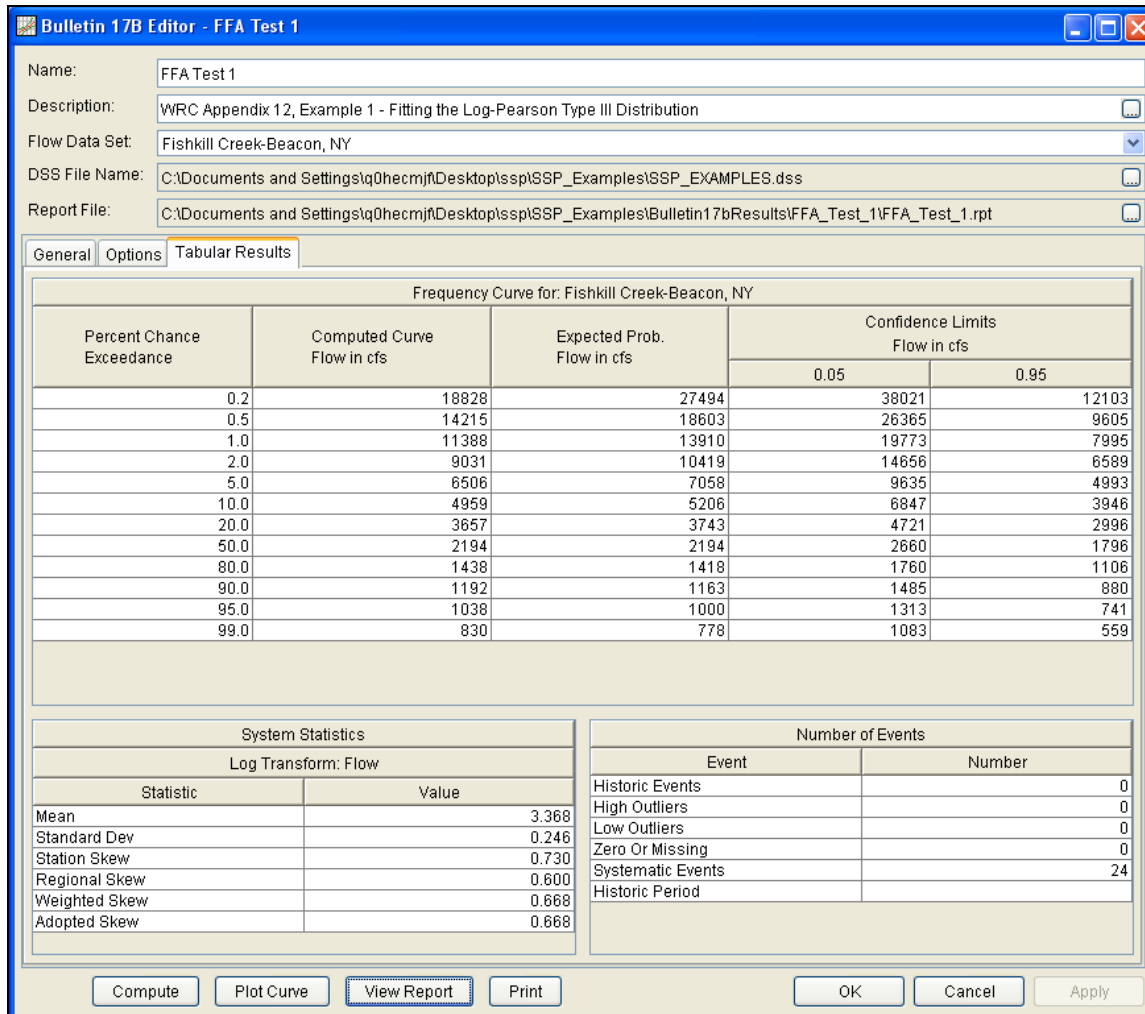 Bulletin 17B Editor - FFA Test 1
Name: FFA Test 1
Description: WRC Appendix 12, Example 1 - Fitting the Log-Pearson Type III Distribution ...
Flow Data Set: Fishkill Creek-Beacon, NY
DSS File Name: C:\Documents and Settings\q0hecmjf\Desktop\ssp\SSP_Examples\SSP_EXAMPLES.dss ...
Report File: C:\Documents and Settings\q0hecmjf\Desktop\ssp\SSP_Examples\Bulletin17bResults\FFA_Test_1\FFA_Test_1.rpt ...
General Options Tabular Results
Frequency Curve for: Fishkill Creek-Beacon, NY
Percent Chance Exceedance
Computed Curve Flow in cfs
Expected Prob. Flow in cfs
Confidence Limits Flow in cfs
0.05 0.95
0.2 18828 27494 38021 12103
0.5 14215 18603 26365 9605
1.0 11388 13910 19773 7995
2.0 9031 10419 14656 6589
5.0 6506 7058 9635 4993
10.0 4959 5206 6847 3946
20.0 3657 3743 4721 2996
50.0 2194 2194 2660 1796
80.0 1438 1418 1760 1106
90.0 1192 1163 1485 880
95.0 1038 1000 1313 741
99.0 830 778 1083 559
System Statistics
Log Transform: Flow
Statistic Value
Mean 3.368
Standard Dev 0.246
Station Skew 0.730
Regional Skew 0.600
Weighted Skew 0.668
Adopted Skew 0.668
Number of Events
Event Number
Historic Events 0
High Outliers 0
Low Outliers 0
Zero Or Missing 0
Systematic Events 24
Historic Period
Compute Plot Curve View Report Print OK Cancel Apply